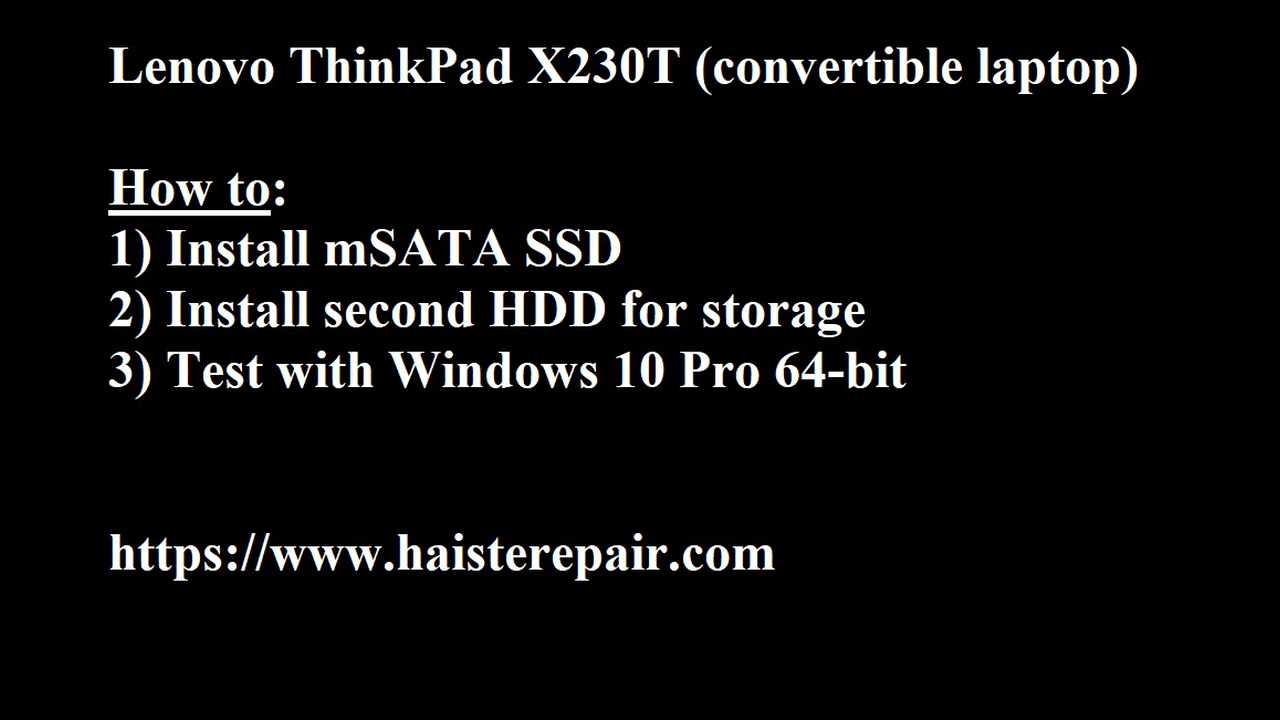 Lenovo ThinkPad X230T (convertible laptop)
How to:
1) Install mSATA SSD
2) Install second HDD for storage
3) Test with Windows 10 Pro 64-bit
https://www.haisterepair.com